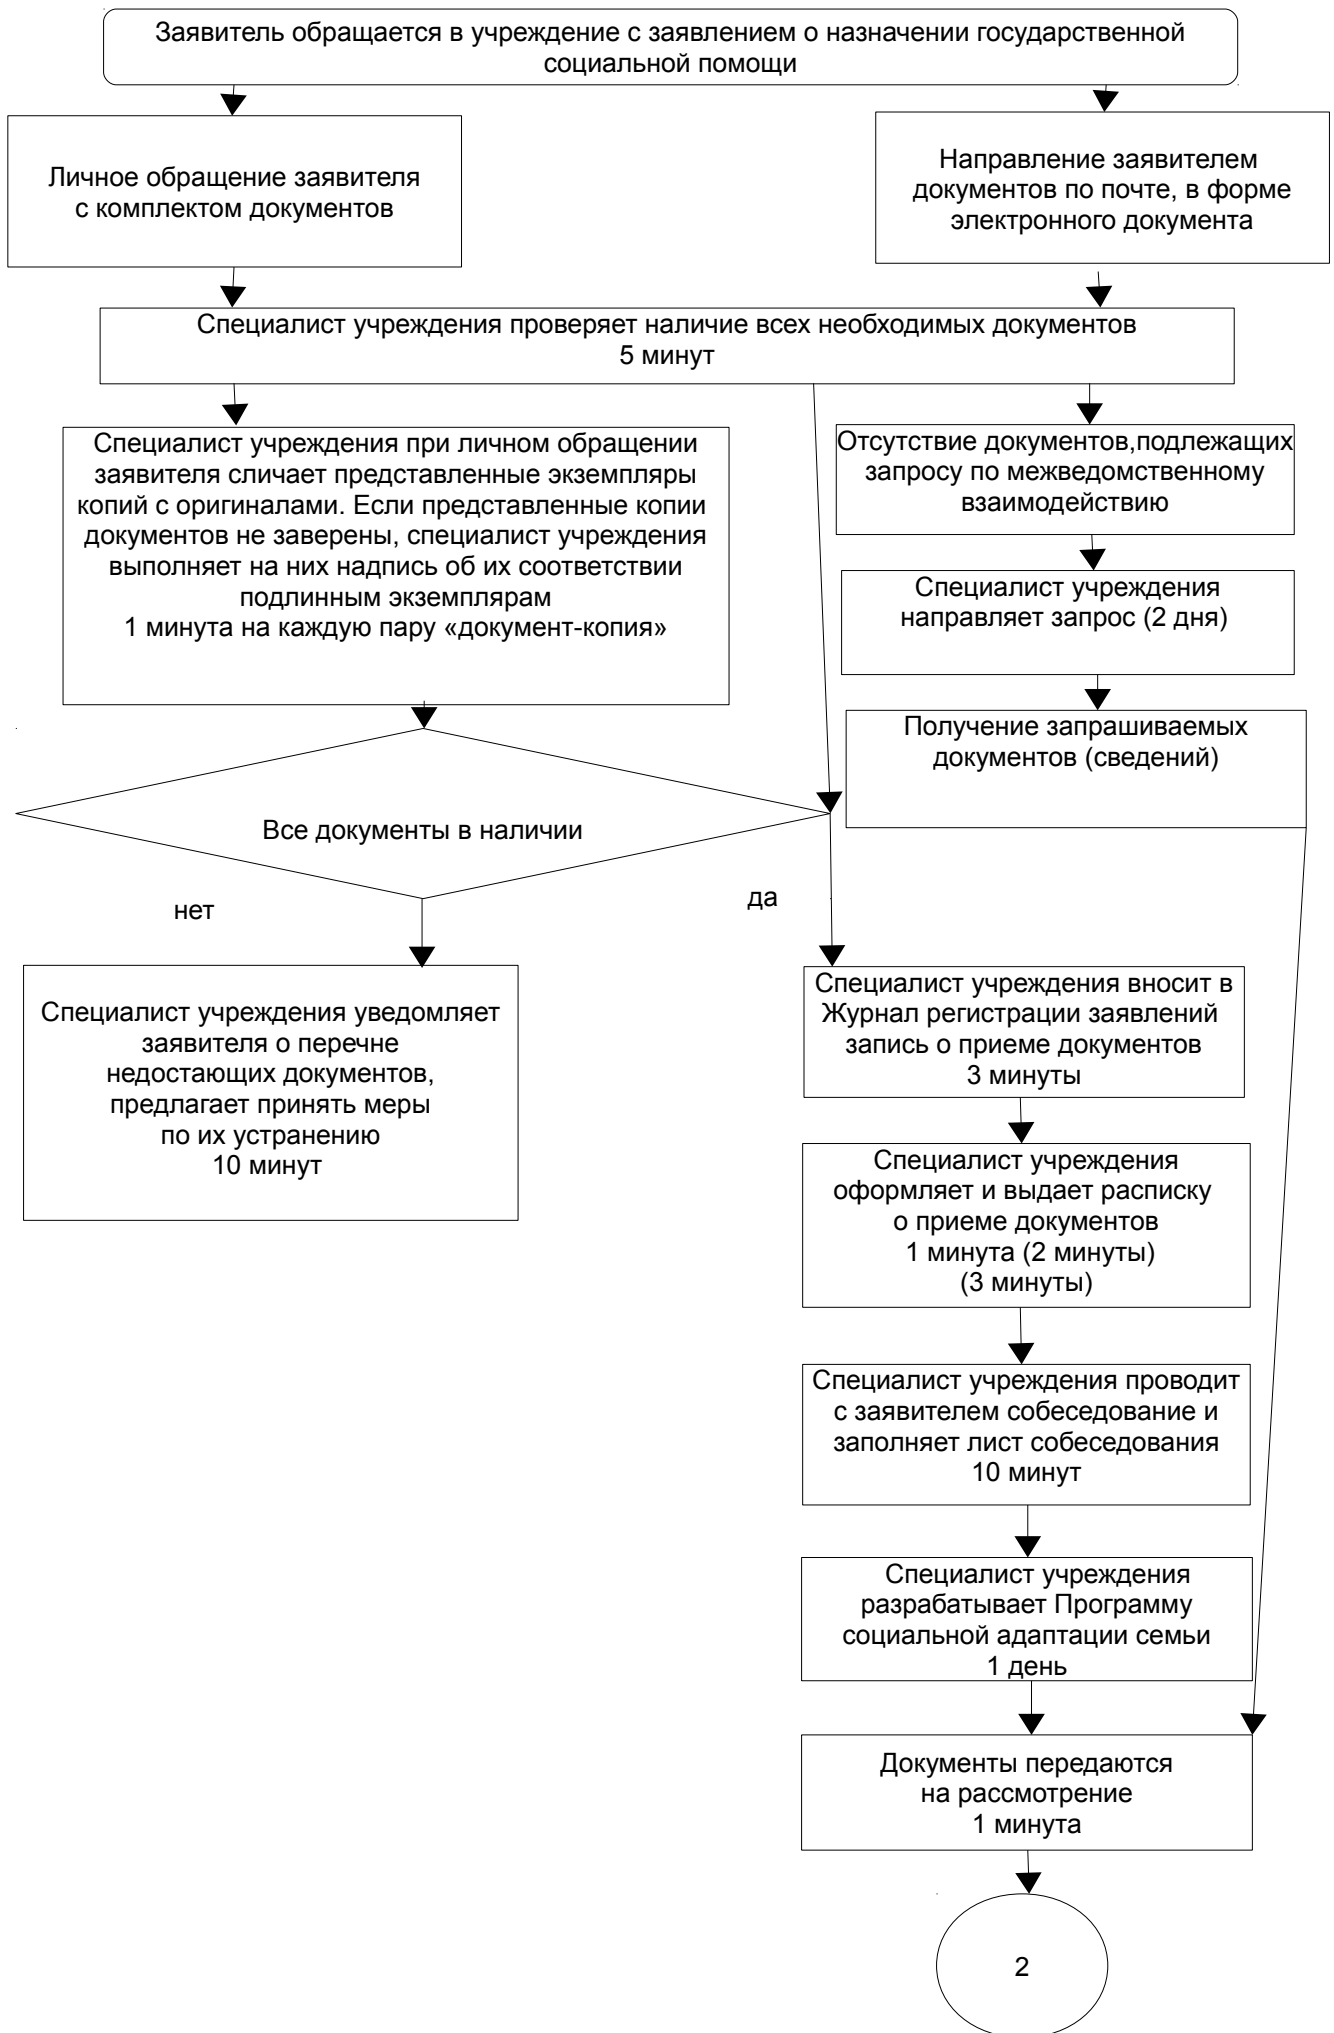 Заявитель обращается в учреждение с заявлением о назначении государственной
социальной помощи
Личное обращение заявителя
с комплектом документов
Направление заявителем
документов по почте, в форме
электронного документа
Специалист учреждения проверяет наличие всех необходимых документов
5 минут
Специалист учреждения при личном обращении
заявителя сличает представленные экземпляры
копий с оригиналами. Если представленные копии
документов не заверены, специалист учреждения
выполняет на них надпись об их соответствии
подлинным экземплярам
1 минута на каждую пару «документ-копия»
Отсутствие документов,подлежащих
запросу по межведомственному
взаимодействию
Специалист учреждения
направляет запрос (2 дня)
Получение запрашиваемых
документов (сведений)
Все документы в наличии
нет
да
Специалист учреждения уведомляет
заявителя о перечне
недостающих документов,
предлагает принять меры
по их устранению
10 минут
Специалист учреждения вносит в
Журнал регистрации заявлений
запись о приеме документов
3 минуты
Специалист учреждения
оформляет и выдает расписку
о приеме документов
1 минута (2 минуты)
(3 минуты)
Специалист учреждения проводит
с заявителем собеседование и
заполняет лист собеседования
10 минут
Специалист учреждения
разрабатывает Программу
социальной адаптации семьи
1 день
Документы передаются
на рассмотрение
1 минута
2